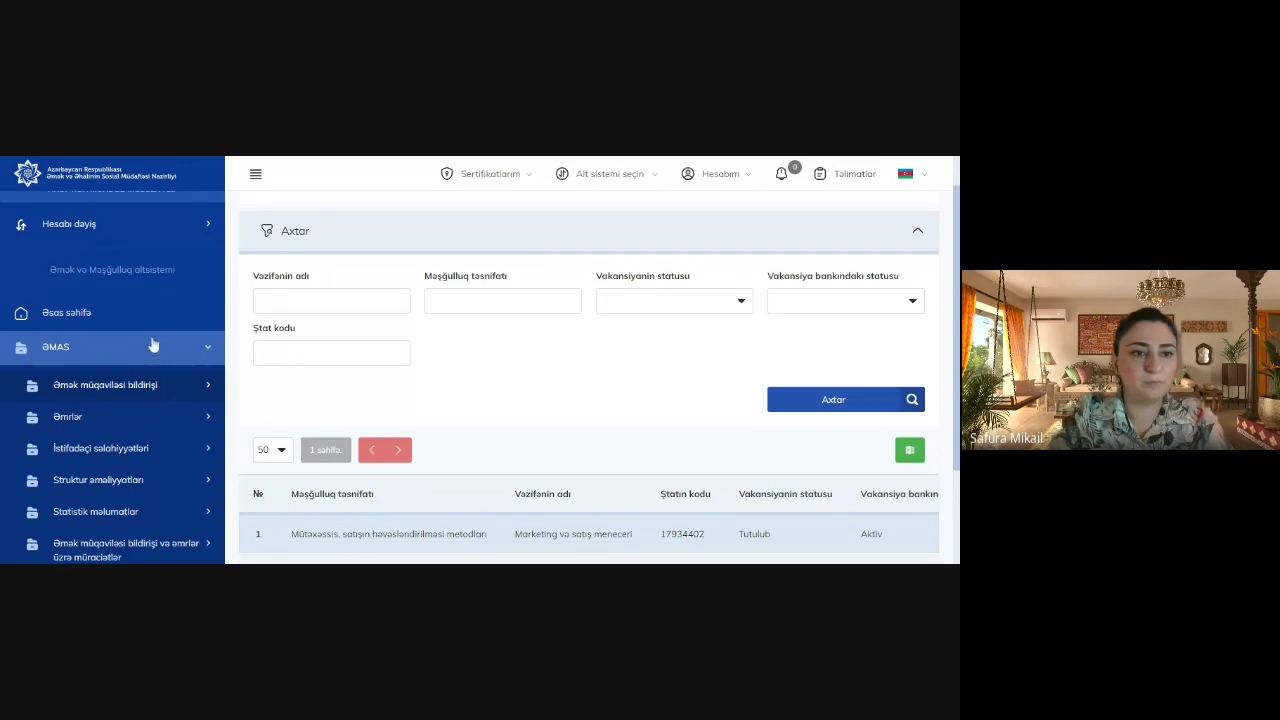 Azərbaycan Respublikası
Əmək və Əhalinin Sosial Müdafiəsi Nazirliyi
Sertifikatlarım
Alt sistemi seçin
Hesabım
0
Təlimatlar
Hesabı dəyiş
Əmək və Məşğulluq altsistemi
Əsas səhifə
ƏMAS
Əmək müqaviləsi bildirişi
Əmrlər
İstifadəçi səlahiyyətləri
Struktur əməliyyatları
Statistik məlumatlar
Əmək müqaviləsi bildirişi və əmrlər
üzrə müraciətlər
Axtar
Vəzifənin adı
Məşğulluq təsnifatı
Vakansiyanin statusu
Vakansiya bankındakı statusu
Ştat kodu
Axtar
50
1 səhifə.
№ Məşğulluq təsnifatı Vəzifənin adı Ştatın kodu Vakansiyanin statusu Vakansiya bankın
1 Mütəxəssis, satışın həvəsləndirilməsi metodları Marketing və satış meneceri 17934402 Tutulub Aktiv
Safura Mikail